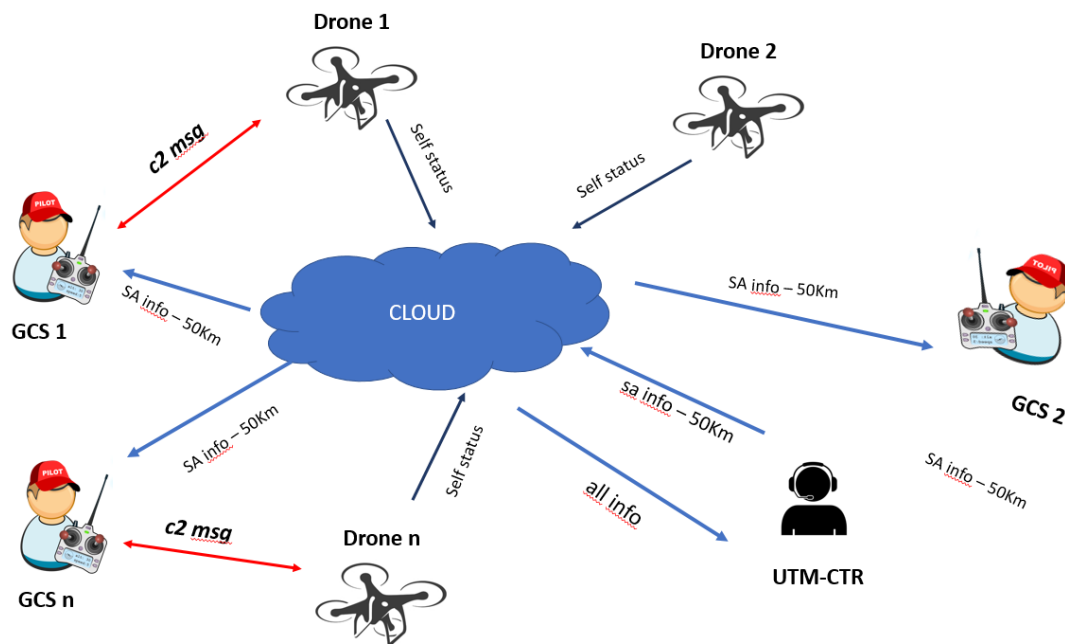 Drone 1
Drone 2
c2 msg
Self status
Self status
PILOT
PILOT
SA info – 50Km
CLOUD
SA info – 50Km
GCS 1
GCS 2
SA info – 50Km
sa info – 50Km
Self status
SA info – 50Km
PILOT
all info
c2 msg
Drone n
UTM-CTR
GCS n